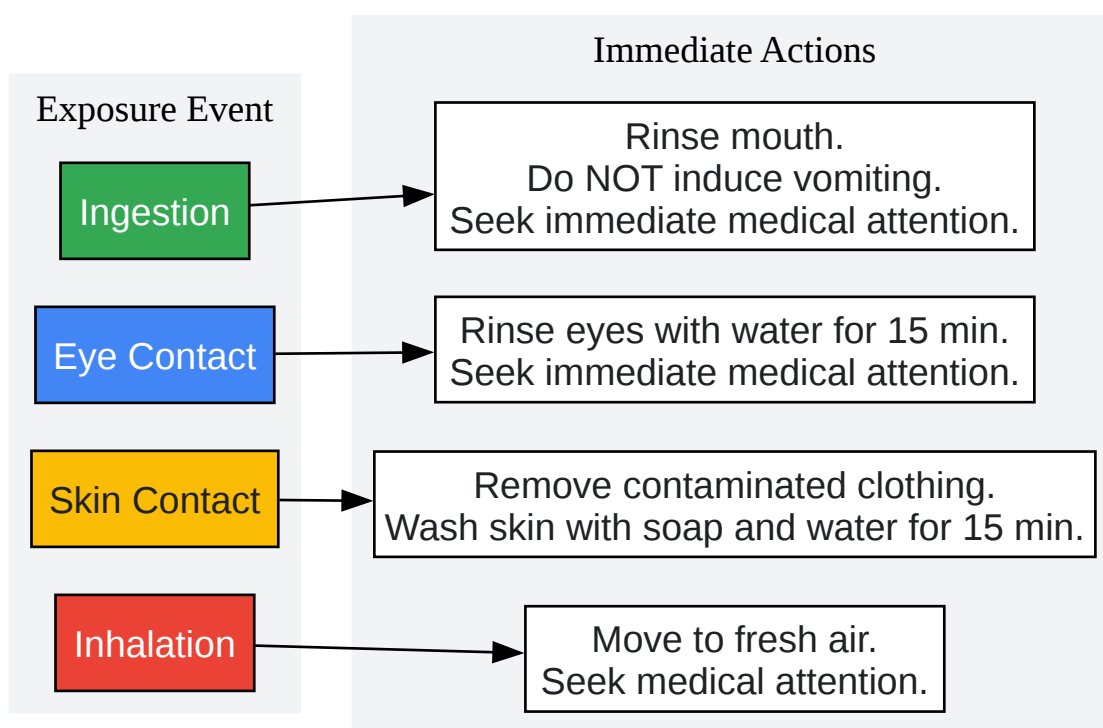 Immediate Actions
Exposure Event
Ingestion
Rinse mouth.
Do NOT induce vomiting.
Seek immediate medical attention.
Eye Contact
Rinse eyes with water for 15 min.
Seek immediate medical attention.
Skin Contact
Remove contaminated clothing.
Wash skin with soap and water for 15 min.
Inhalation
Move to fresh air.
Seek medical attention.